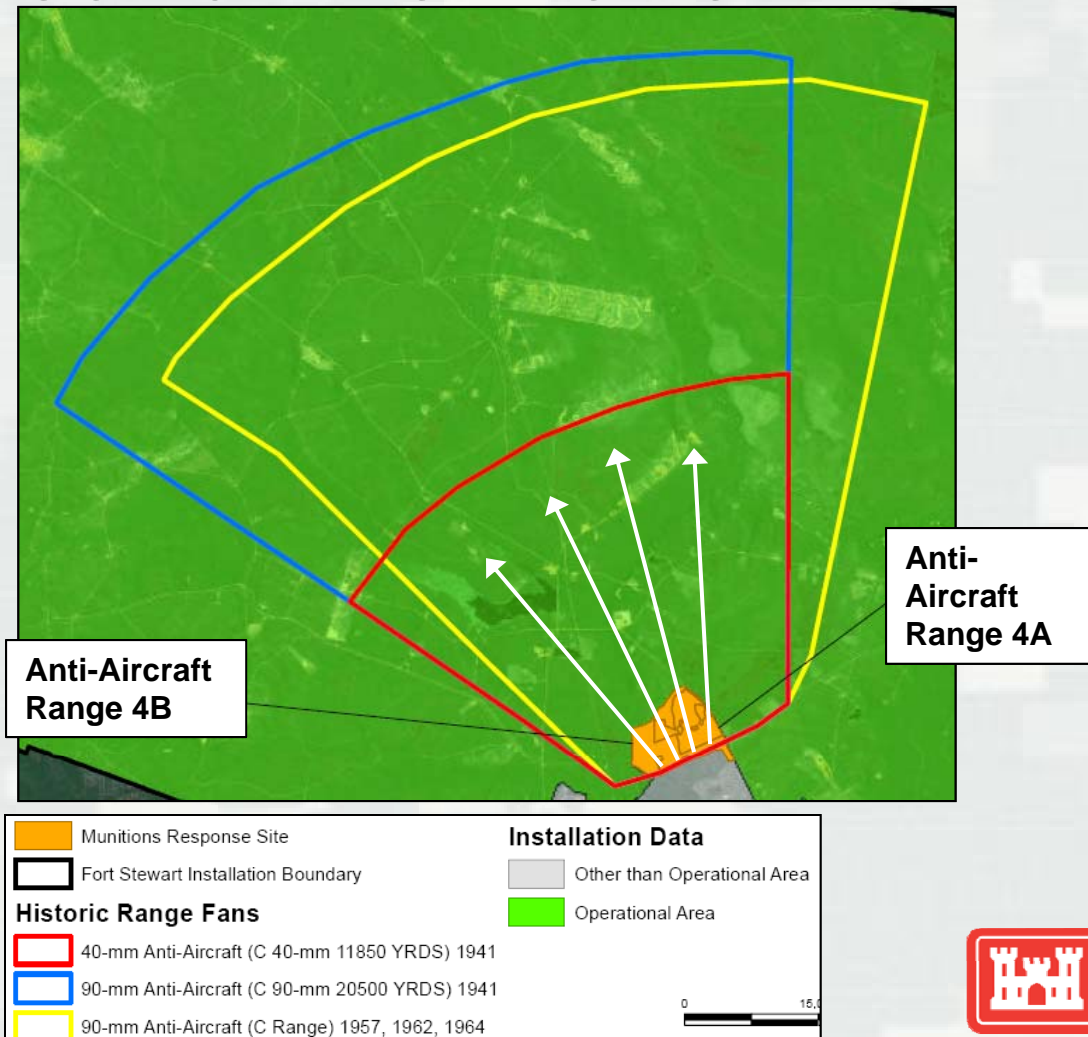 Anti-
Aircraft
Range 4A
Anti-Aircraft
Range 4B
Munitions Response Site
Fort Stewart Installation Boundary
Historic Range Fans
40-mm Anti-Aircraft (C 40-mm 11850 YRDS) 1941
90-mm Anti-Aircraft (C 90-mm 20500 YRDS) 1941
90-mm Anti-Aircraft (C Range) 1957, 1962, 1964
Installation Data
Other than Operational Area
Operational Area
0